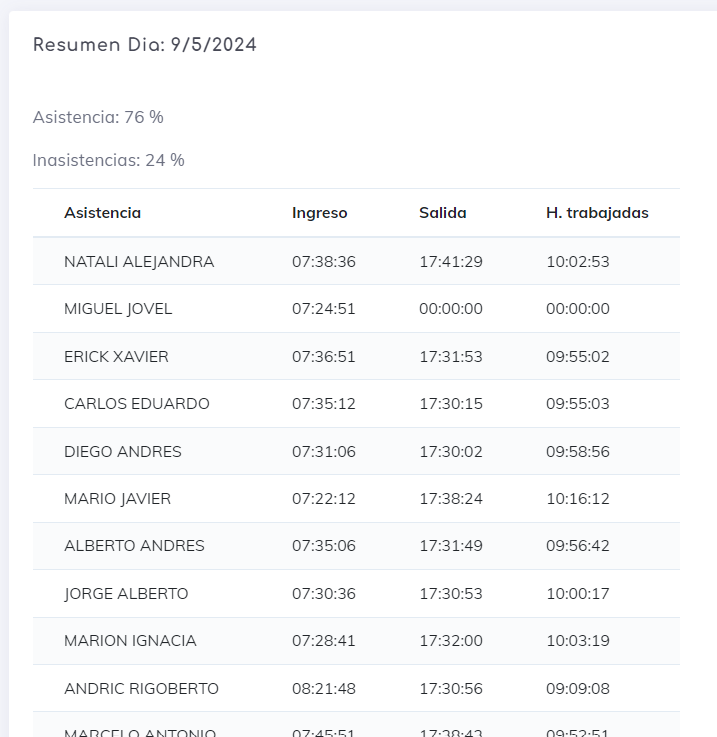 Resumen Dia: 9/5/2024
Asistencia: 76 %
Inasistencias: 24 %
Asistencia Ingreso Salida H. trabajadas
NATALI ALEJANDRA 07:38:36 17:41:29 10:02:53
MIGUEL JOVEL 07:24:51 00:00:00 00:00:00
ERICK XAVIER 07:36:51 17:31:53 09:55:02
CARLOS EDUARDO 07:35:12 17:30:15 09:55:03
DIEGO ANDRES 07:31:06 17:30:02 09:58:56
MARIO JAVIER 07:22:12 17:38:24 10:16:12
ALBERTO ANDRES 07:35:06 17:31:49 09:56:42
JORGE ALBERTO 07:30:36 17:30:53 10:00:17
MARION IGNACIA 07:28:41 17:32:00 10:03:19
ANDRIC RIGOBERTO 08:21:48 17:30:56 09:09:08
MARCELO ANTONIO 07:45:51 17:38:43 09:52:51